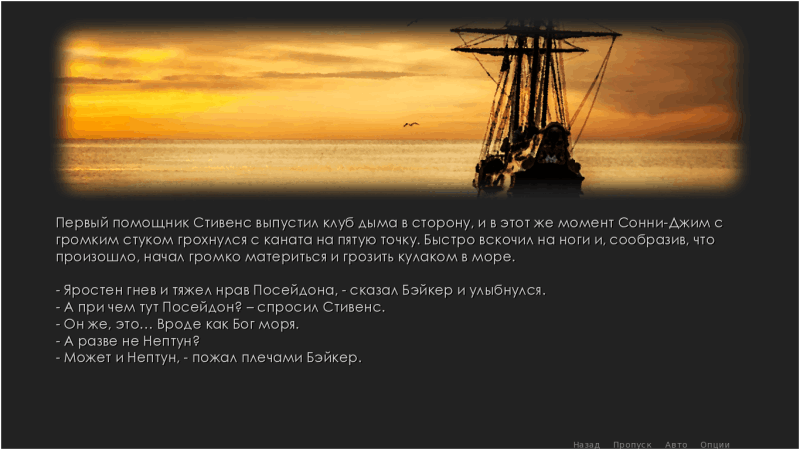 Первый помощник Стивенс выпустил клуб дыма в сторону, и в этот же момент Сонни-Джим с
громким стуком грохнулся с каната на пятую точку. Быстро вскочил на ноги и, сообразив, что
произошло, начал громко материться и грозить кулаком в море.
- Яростен гнев и тяжел нрав Посейдона, - сказал Бэйкер и улыбнулся.
- А при чем тут Посейдон? – спросил Стивенс.
- Он же, это… Вроде как Бог моря.
- А разве не Нептун?
- Может и Нептун, - пожал плечами Бэйкер.
Назад Пропуск Авто Опции